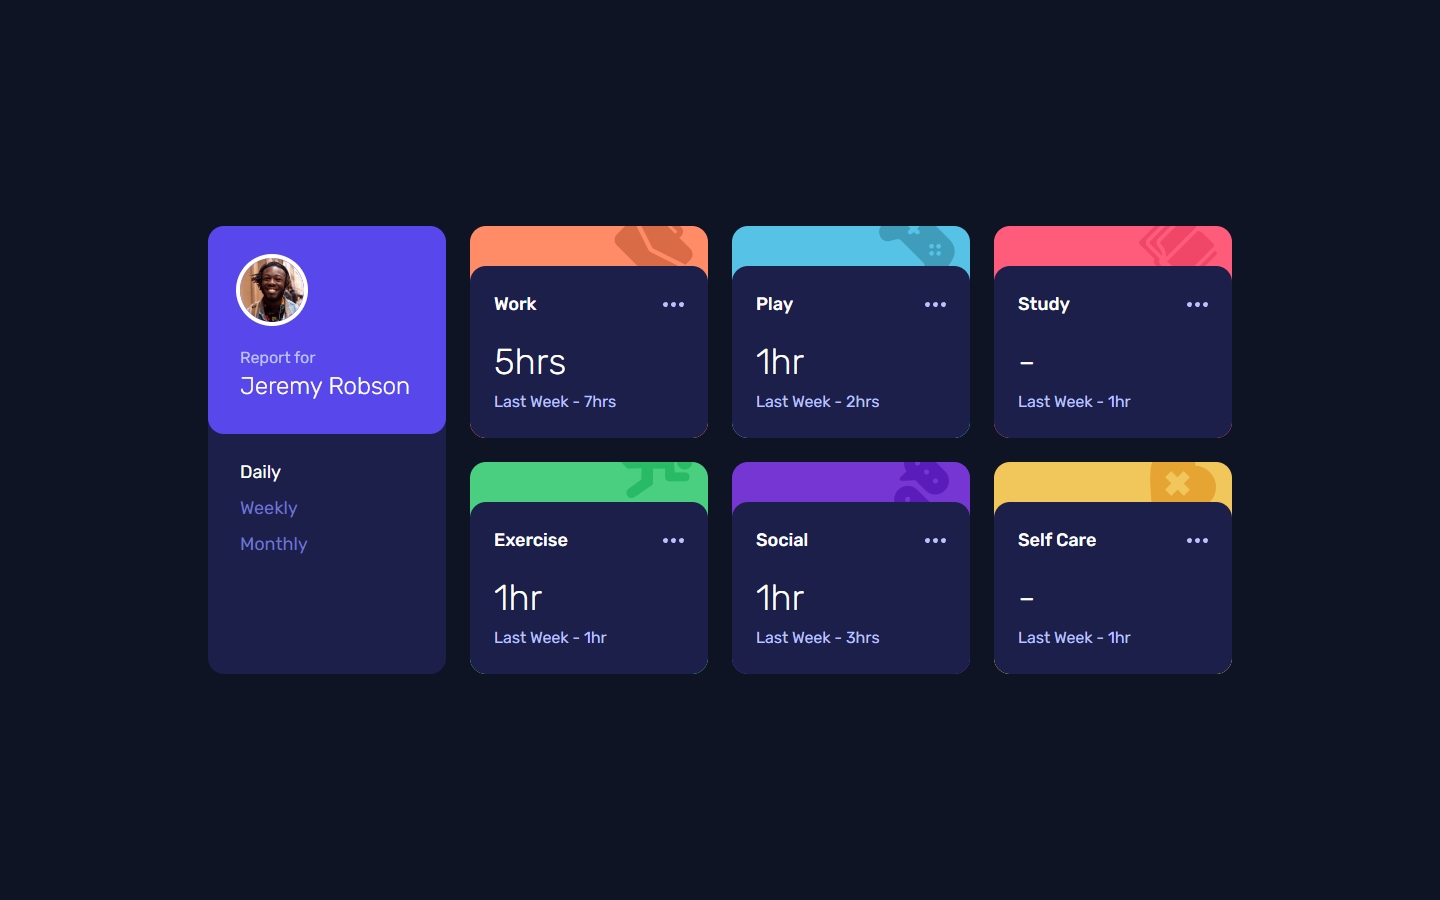 Report for
Jeremy Robson
Daily
Weekly
Monthly
Work
5hrs
Last Week - 7hrs
Play
1hr
Last Week - 2hrs
Study
-
Last Week - 1hr
Exercise
1hr
Last Week - 1hr
Social
1hr
Last Week - 3hrs
Self Care
-
Last Week - 1hr